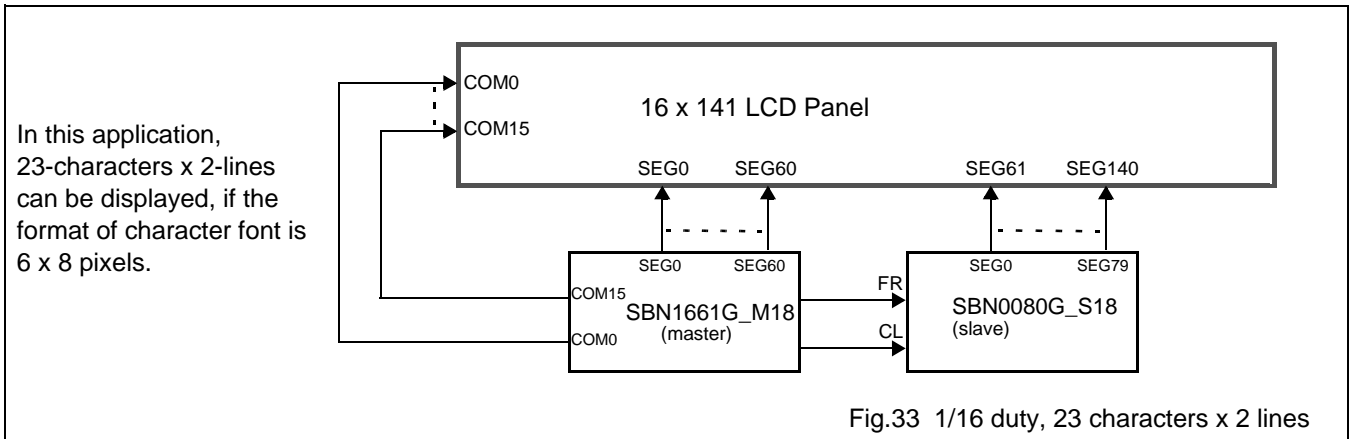 In this application,
23-characters x 2-lines
can be displayed, if the
format of character font is
6 x 8 pixels.
COM0
COM15
16 x 141 LCD Panel
SEG0 SEG60 SEG61 SEG140
SEG0 SEG60 SEG0 SEG79
COM15
COM0
SBN1661G_M18
(master)
FR
CL
SBN0080G_S18
(slave)
Fig.33 1/16 duty, 23 characters x 2 lines